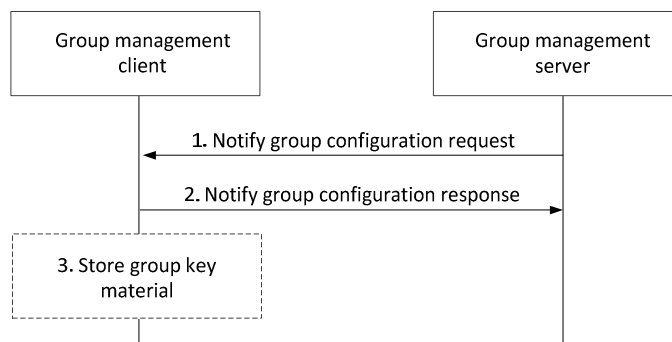 Group management
client
Group management
server
1. Notify group configuration request
2. Notify group configuration response
3. Store group key
material